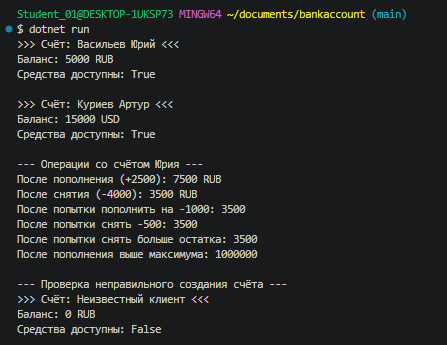 Student_01@DESKTOP-1UKSP73 MINGW64 ~/documents/bankaccount (main)
$ dotnet run
>>> Счёт: Васильев Юрий <<<
Баланс: 5000 RUB
Средства доступны: True

>>> Счёт: Куриев Артур <<<
Баланс: 15000 USD
Средства доступны: True

--- Операции со счётом Юрия ---
После пополнения (+2500): 7500 RUB
После снятия (-4000): 3500 RUB
После попытки пополнить на -1000: 3500
После попытки снять -500: 3500
После попытки снять больше остатка: 3500
После пополнения выше максимума: 1000000

--- Проверка неправильного создания счёта ---
>>> Счёт: Неизвестный клиент <<<
Баланс: 0 RUB
Средства доступны: False